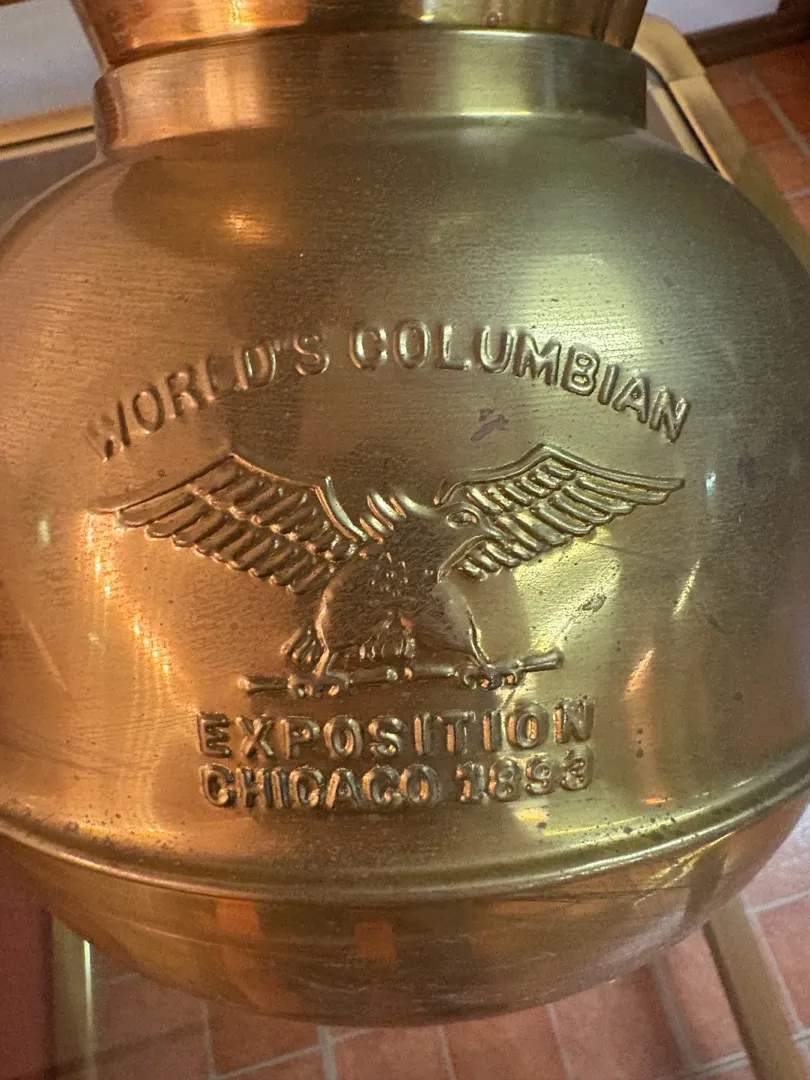 WORLD'S COLUMBIAN
EXPOSITION
CHICAGO 1893